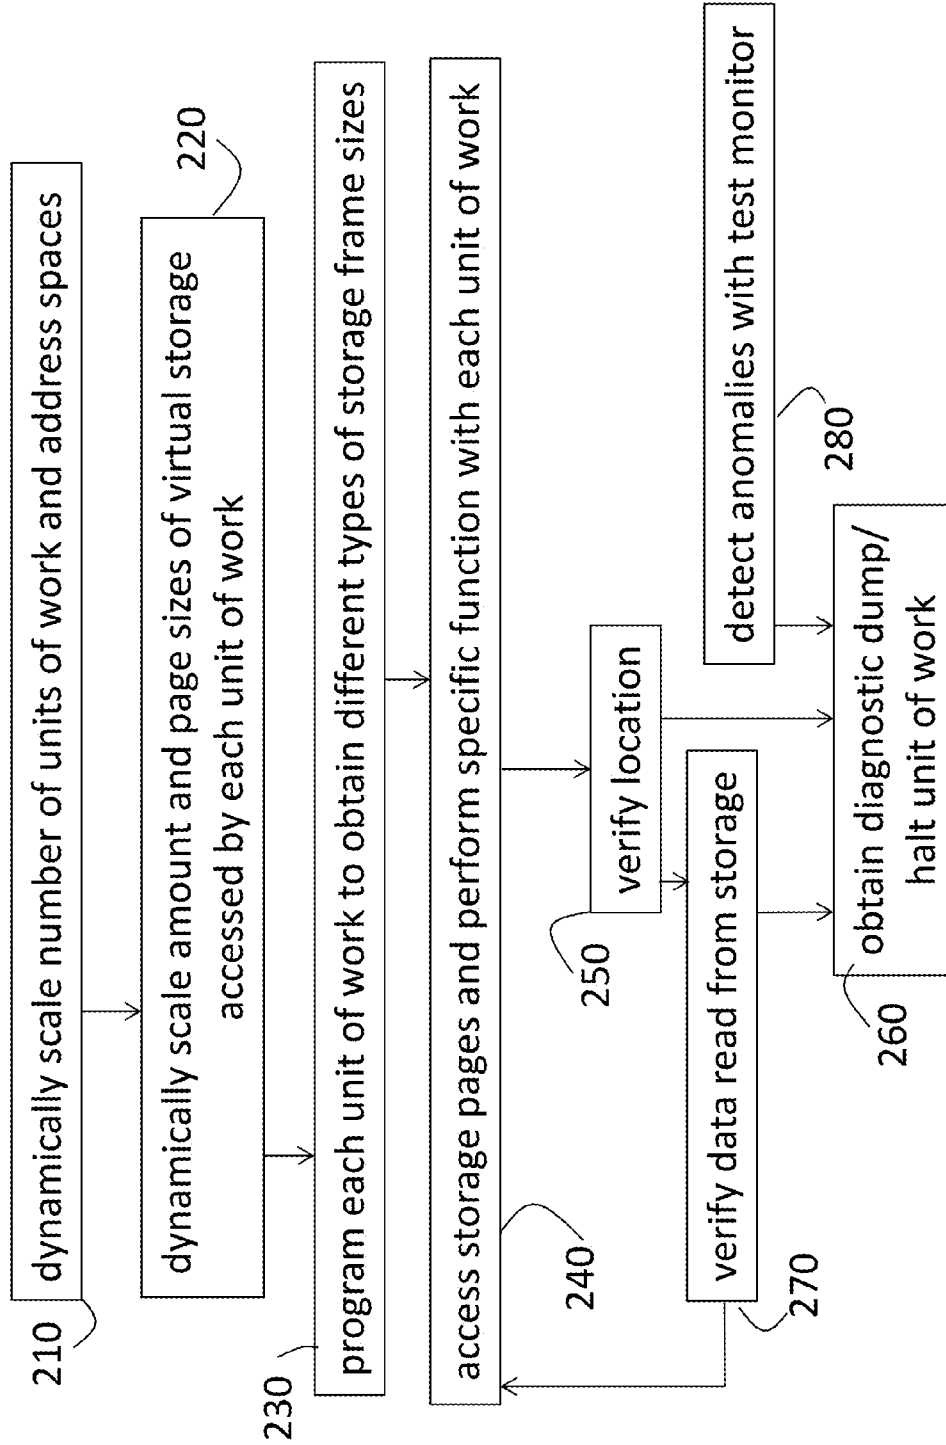 210
dynamically scale number of units of work and address spaces
220
dynamically scale amount and page sizes of virtual storage
accessed by each unit of work
230
program each unit of work to obtain different types of storage frame sizes
access storage pages and perform specific function with each unit of work
240
250
verify location
270
verify data read from storage
detect anomalies with test monitor
280
260
obtain diagnostic dump/
halt unit of work